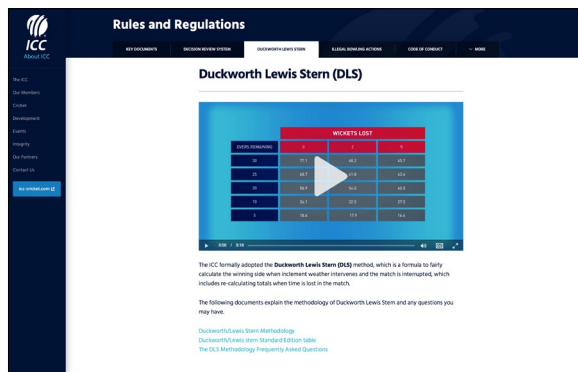 Rules and Regulations
ICC
About ICC
KEY DOCUMENTS
DECISION REVIEW SYSTEM
DUCKWORTH LEWIS STERN
ILLEGAL BOWLING ACTIONS
CODE OF CONDUCT
MORE
The ICC
Our Members
Cricket
Development
Events
Integrity
Our Partners
Contact Us
icc-cricket.com
Duckworth Lewis Stern (DLS)
WICKETS LOST
OVERS REMAINING
The ICC formally adopted the Duckworth Lewis Stern (DLS) method, which is a formula to fairly
calculate the winning side when inclement weather intervenes and the match is interrupted, which
includes re-calculating totals when time is lost in the match.
The following documents explain the methodology of Duckworth Lewis Stern and any questions you
may have.
Duckworth/Lewis Stern Methodology
Duckworth/Lewis stern Standard Edition table
The DLS Methodology Frequently Asked Questions